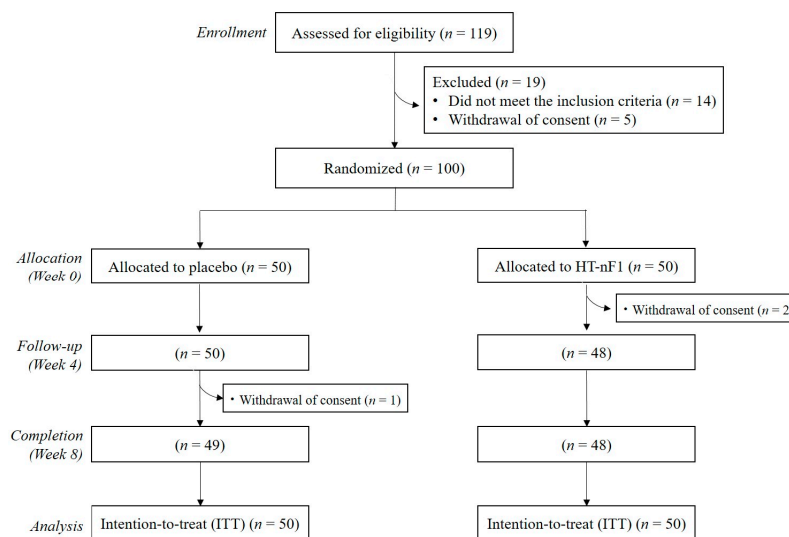 Enrollment
Assessed for eligibility (n = 119)
Excluded (n = 19)
• Did not meet the inclusion criteria (n = 14)
• Withdrawal of consent (n = 5)
Randomized (n = 100)
Allocation
(Week 0)
Allocated to placebo (n = 50)
Allocated to HT-nF1 (n = 50)
• Withdrawal of consent (n = 2
Follow-up
(Week 4)
(n = 50)
(n = 48)
• Withdrawal of consent (n = 1)
Completion
(Week 8)
(n = 49)
(n = 48)
Analysis
Intention-to-treat (ITT) (n = 50)
Intention-to-treat (ITT) (n = 50)